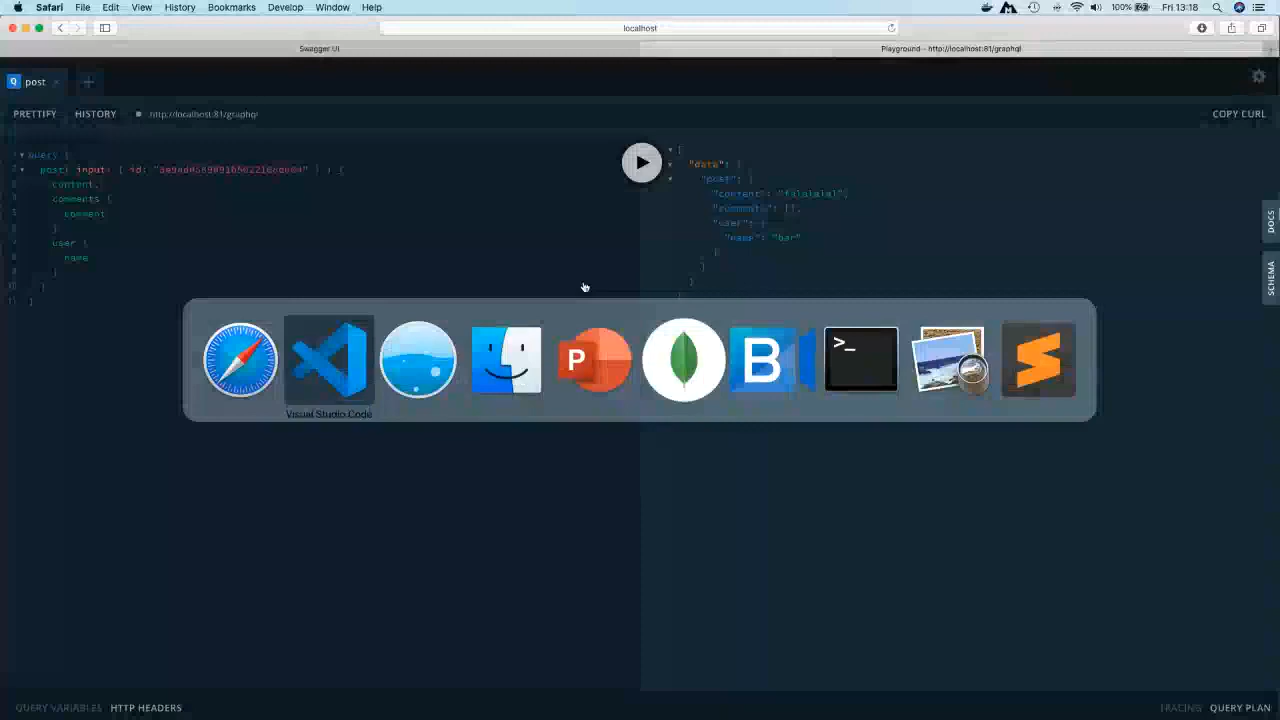 Safari File Edit View History Bookmarks Develop Window Help 100% Fri 13:18
localhost
Swagger UI
Playground - http://localhost:81/graphql
Q post
PRETTIFY HISTORY http://localhost:81/graphql COPY CURL
query {
post( input: { id:
content,
comments {
comment
}
user {
name
}
}
}
{
"data": {
"post": {
"content": "falalalal",
"comments": [],
"user": {
"name": "bar"
}
}
}
DOCS
SCHEMA
P
B
>_
Visual Studio Code
QUERY VARIABLES HTTP HEADERS
TRACING QUERY PLAN